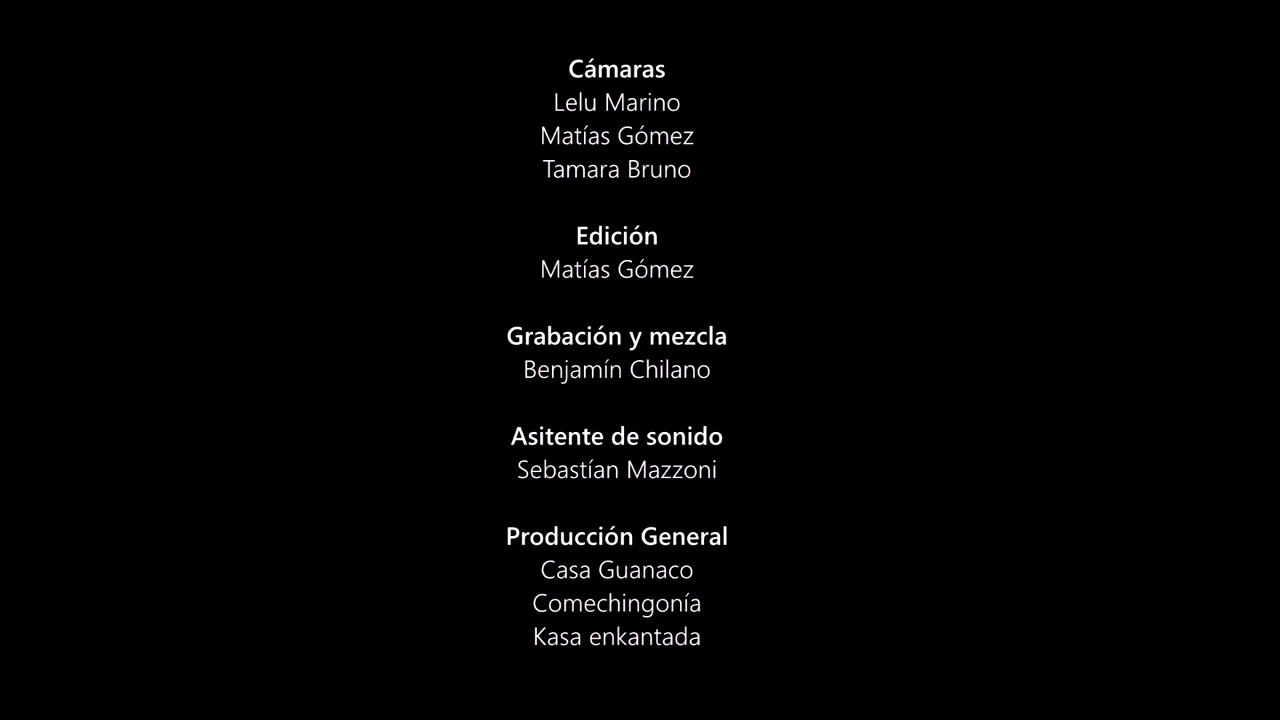 Cámaras
Lelu Marino
Matías Gómez
Tamara Bruno
Edición
Matías Gómez
Grabación y mezcla
Benjamín Chilano
Asitente de sonido
Sebastían Mazzoni
Producción General
Casa Guanaco
Comechingonía
Kasa enkantada